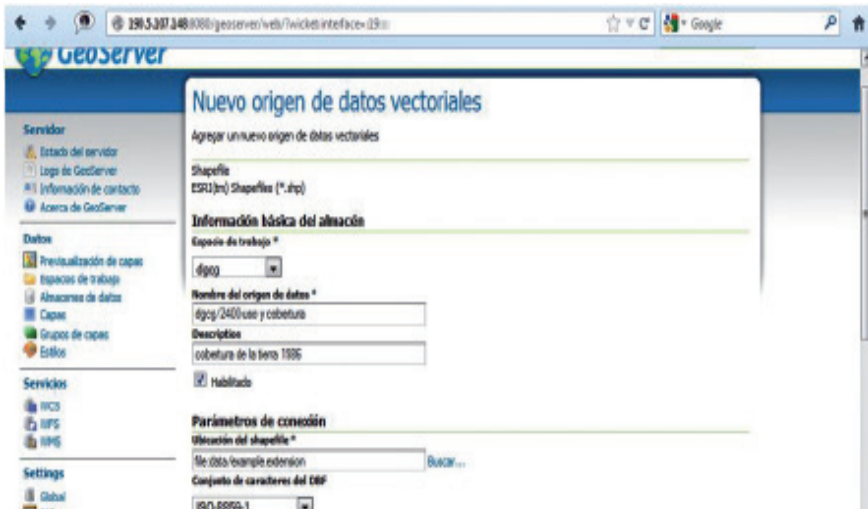 190.5.107.148:8080/geoserver/web/?wicket:interface=:19::::
Google
GeoServer
Servidor
Estado del servidor
Logs de GeoServer
Información de contacto
Acerca de GeoServer
Datos
Previsualización de capas
Espacios de trabajo
Almacenes de datos
Capas
Grupos de capas
Estilos
Servicios
WCS
WFS
WMS
Settings
Global
Nuevo origen de datos vectoriales
Agregar un nuevo origen de datos vectoriales
Shapefile
ESRI(tm) Shapefiles (*.shp)
Información básica del almacén
Espacio de trabajo *
dgcg
Nombre del origen de datos *
dgcg/2400 uso y cobertura
Description
cobertura de la tierra 1986
Habilitado
Parámetros de conexión
Ubicación del shapefile *
file:data/example.extension
Buscar...
Conjunto de caracteres del DBF
ISO-8859-1